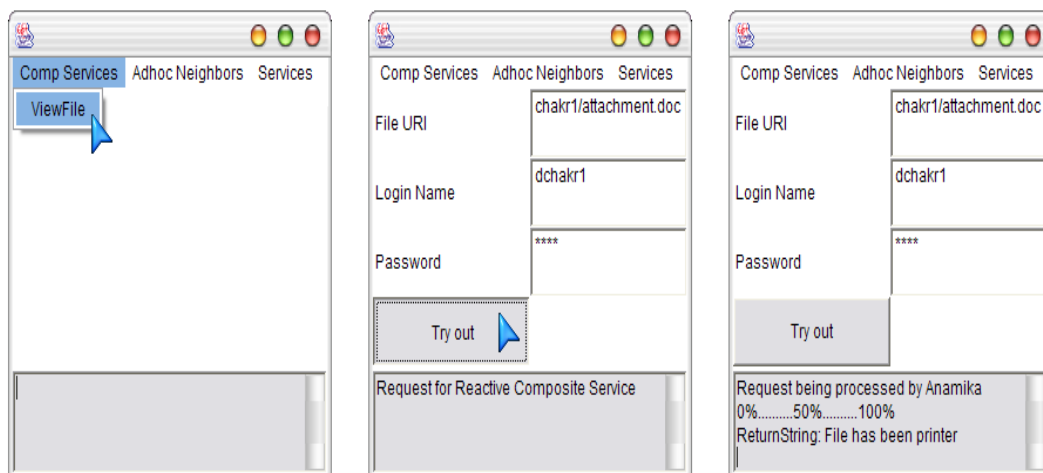 Comp Services Adhoc Neighbors Services
ViewFile
Comp Services Adhoc Neighbors Services
File URI
chakr1/attachment.doc
Login Name
dchakr1
Password
****
Try out
Request for Reactive Composite Service
Comp Services Adhoc Neighbors Services
File URI
chakr1/attachment.doc
Login Name
dchakr1
Password
****
Try out
Request being processed by Anamika
0%.........50%..........100%
ReturnString: File has been printer